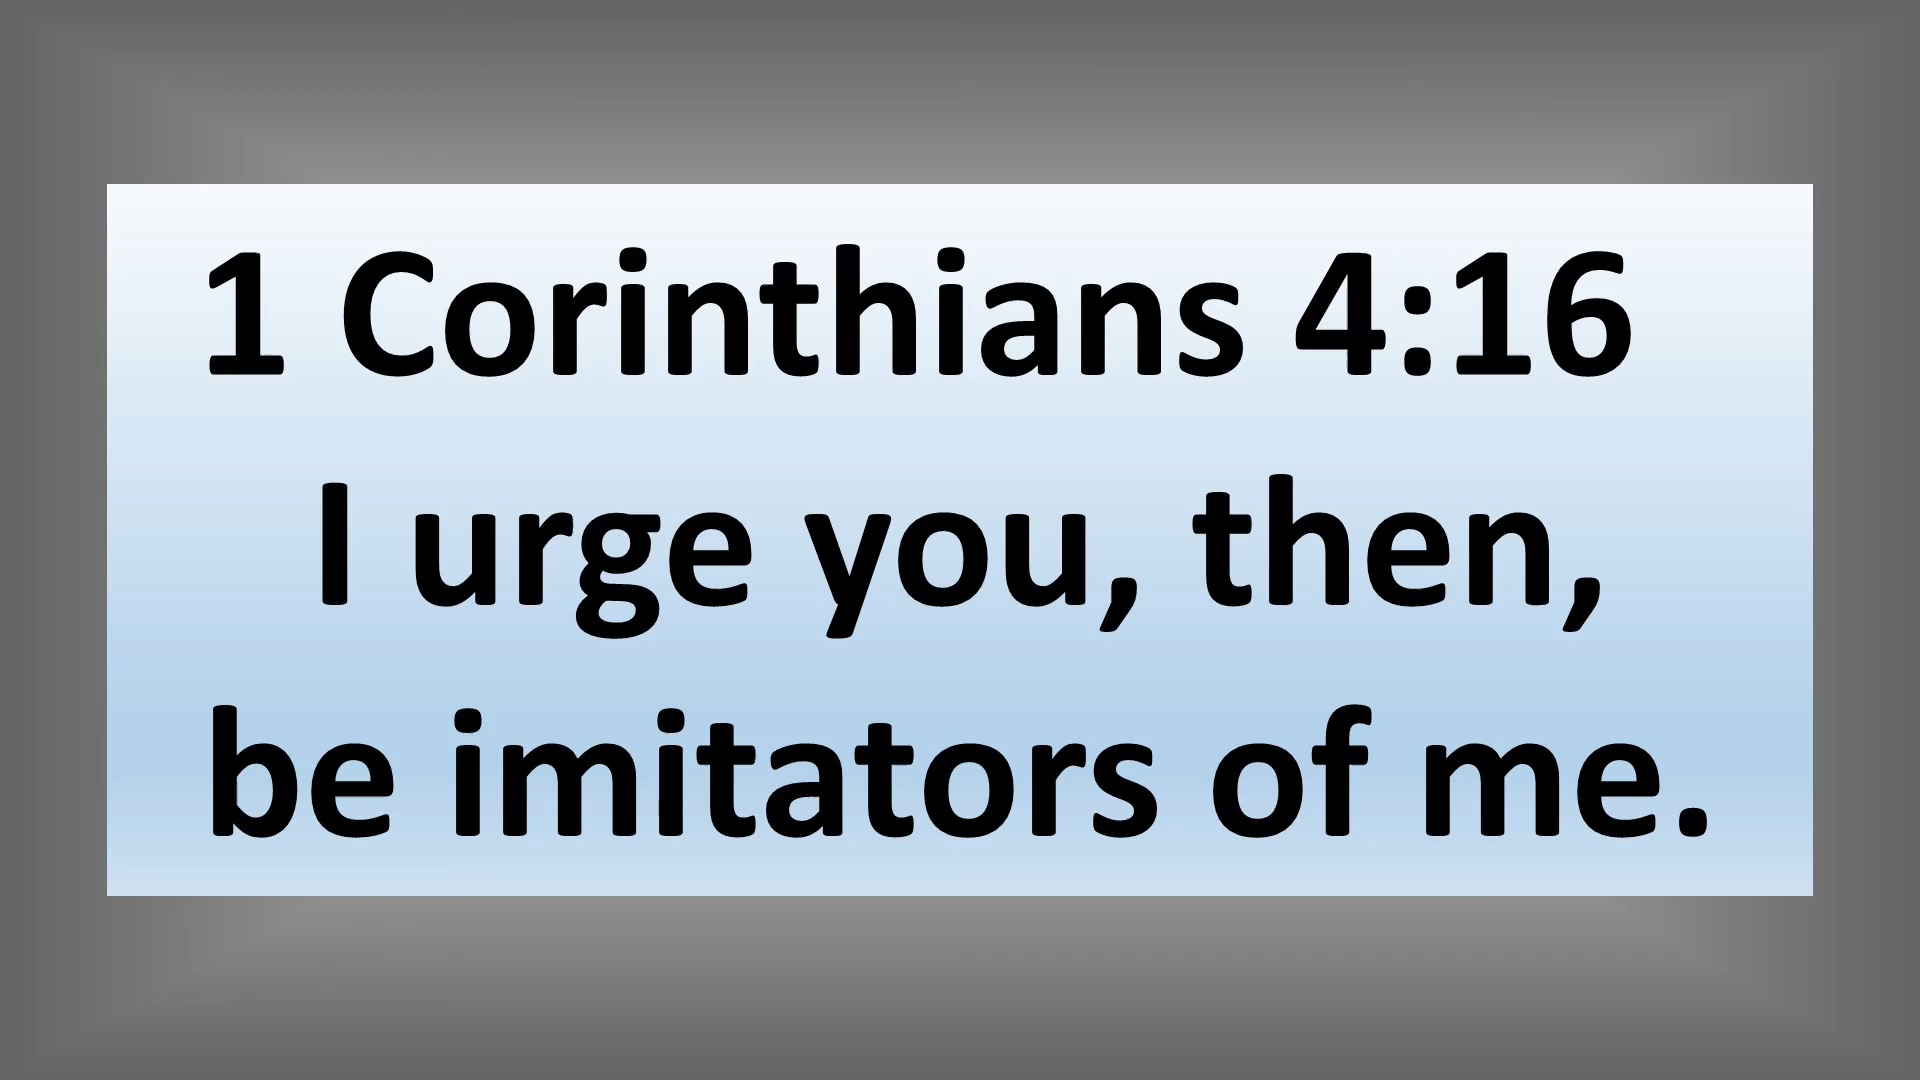 1 Corinthians 4:16
I urge you, then,
be imitators of me.